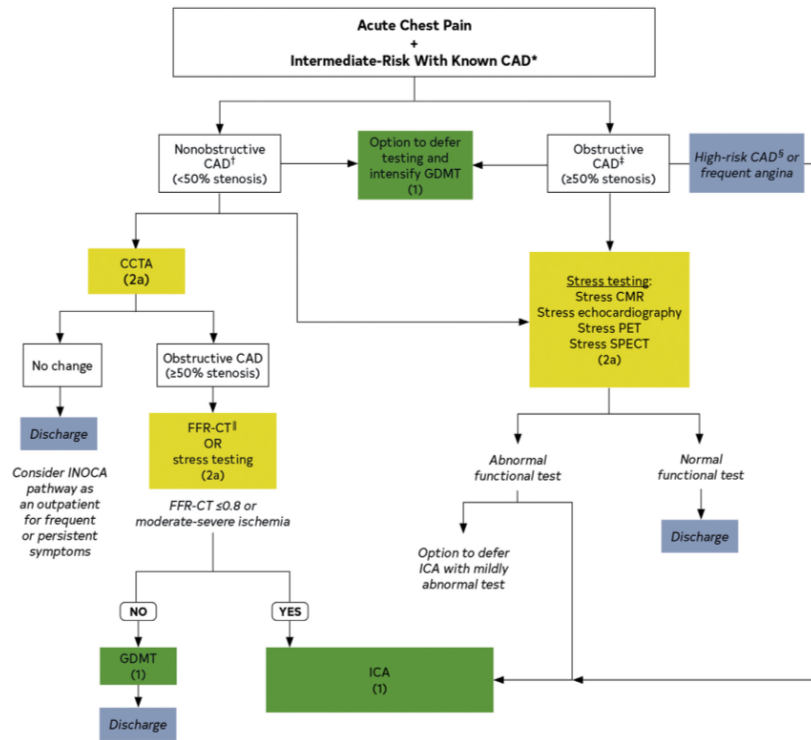 Acute Chest Pain
+
Intermediate-Risk With Known CAD*
Nonobstructive
CAD†
(<50% stenosis)
Option to defer
testing and
intensify GDMT
(1)
Obstructive
CAD‡
(≥50% stenosis)
High-risk CAD§ or
frequent angina
CCTA
(2a)
Stress testing:
Stress CMR
Stress echocardiography
Stress PET
Stress SPECT
(2a)
No change
Obstructive CAD
(≥50% stenosis)
Discharge
Consider INOCA
pathway as
an outpatient
for frequent
or persistent
symptoms
FFR-CT‖
OR
stress testing
(2a)
FFR-CT ≤0.8 or
moderate-severe ischemia
Abnormal
functional test
Normal
functional test
Option to defer
ICA with mildly
abnormal test
Discharge
NO
YES
GDMT
(1)
ICA
(1)
Discharge